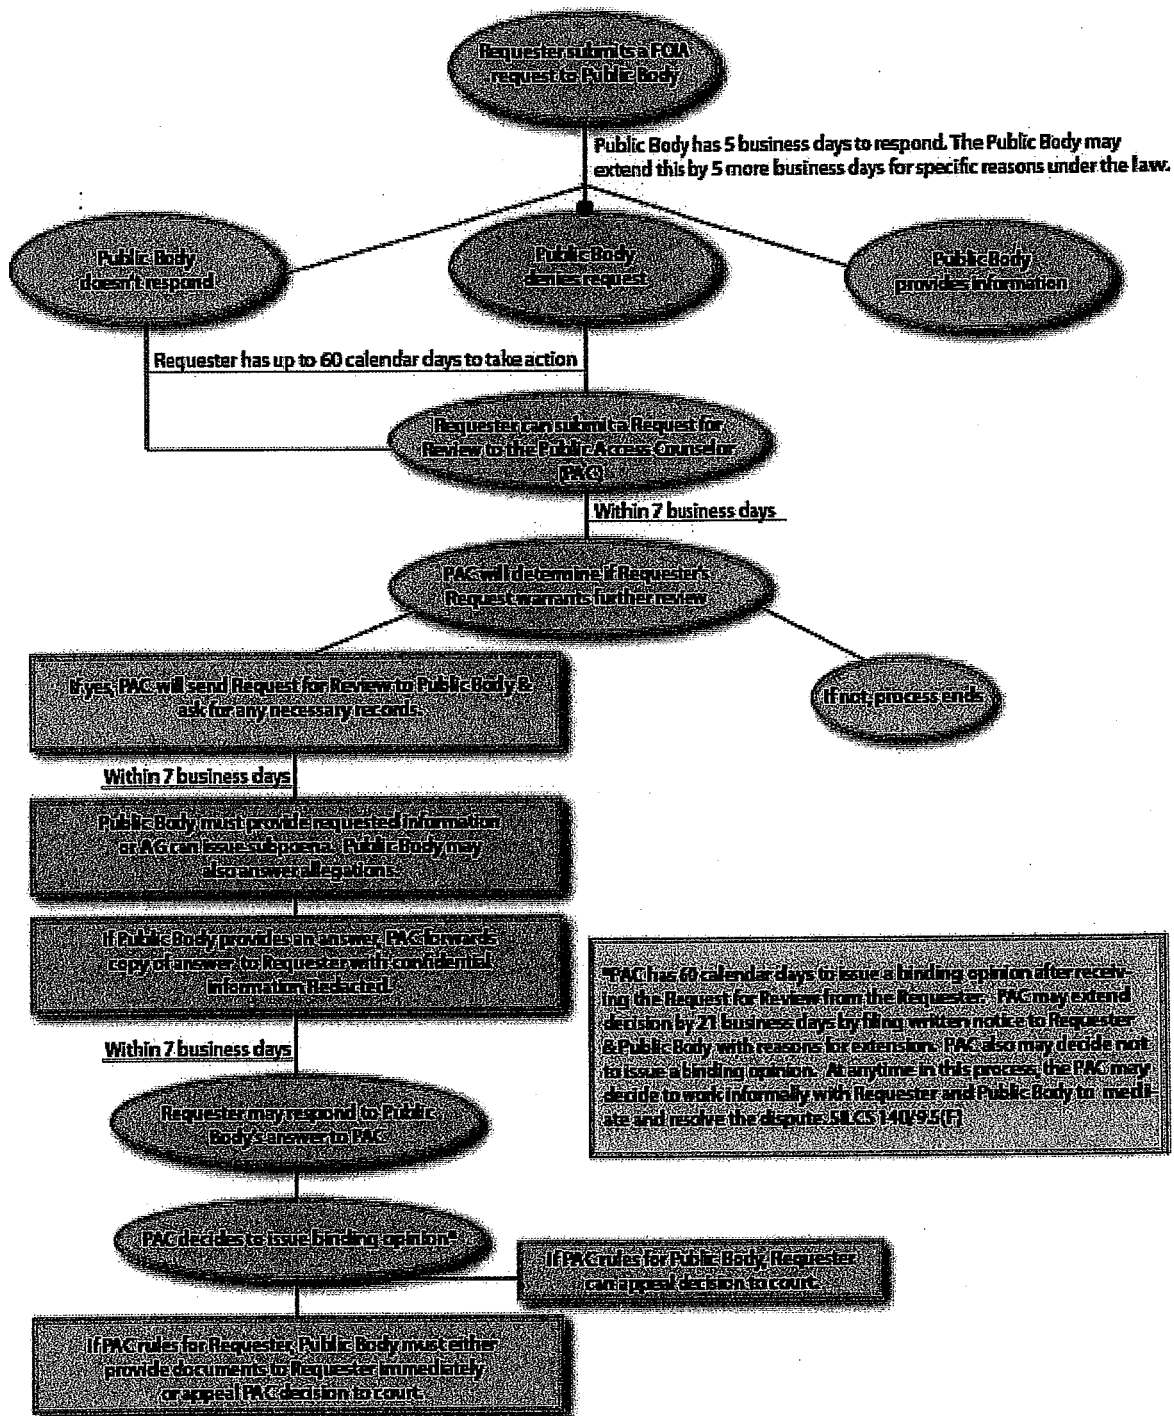 Requester submits a FOIA
request to Public Body
Public Body has 5 business days to respond. The Public Body may
extend this by 5 more business days for specific reasons under the law.
Public Body
doesn't respond
Public Body
denies request
Public Body
provides information
Requester has up to 60 calendar days to take action
Requester can submit a Request for
Review to the Public Access Counselor
(PAC)
Within 7 business days
PAC will determine if Requester's
Request warrants further review
If yes, PAC will send Request for Review to Public Body &
ask for any necessary records.
If not, process ends
Within 7 business days
Public Body must provide requested information
or AG can issue subpoena. Public Body may
also answer allegations.
If Public Body provides an answer, PAC forwards
copy of answer to Requester with confidential
information Redacted.
*PAC has 60 calendar days to issue a binding opinion after receiv-
ing the Request for Review from the Requester. PAC may extend
decision by 21 business days by filing written notice to Requester
& Public Body with reasons for extension. PAC also may decide not
to issue a binding opinion. At anytime in this process, the PAC may
decide to work informally with Requester and Public Body to medi-
ate and resolve the dispute. 5 ILCS 140/9.5(F)
Within 7 business days
Requester may respond to Public
Body's answer to PAC
PAC decides to issue binding opinion*
If PAC rules for Public Body, Requester
can appeal decision to court.
If PAC rules for Requester, Public Body must either
provide documents to Requester immediately
or appeal PAC decision to court.